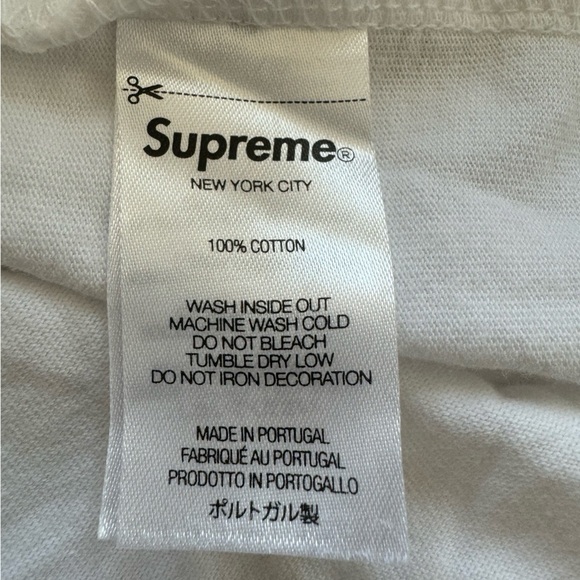 Supreme®
NEW YORK CITY
100% COTTON
WASH INSIDE OUT
MACHINE WASH COLD
DO NOT BLEACH
TUMBLE DRY LOW
DO NOT IRON DECORATION
MADE IN PORTUGAL
FABRIQUÉ AU PORTUGAL
PRODOTTO IN PORTOGALLO
ポルトガル製